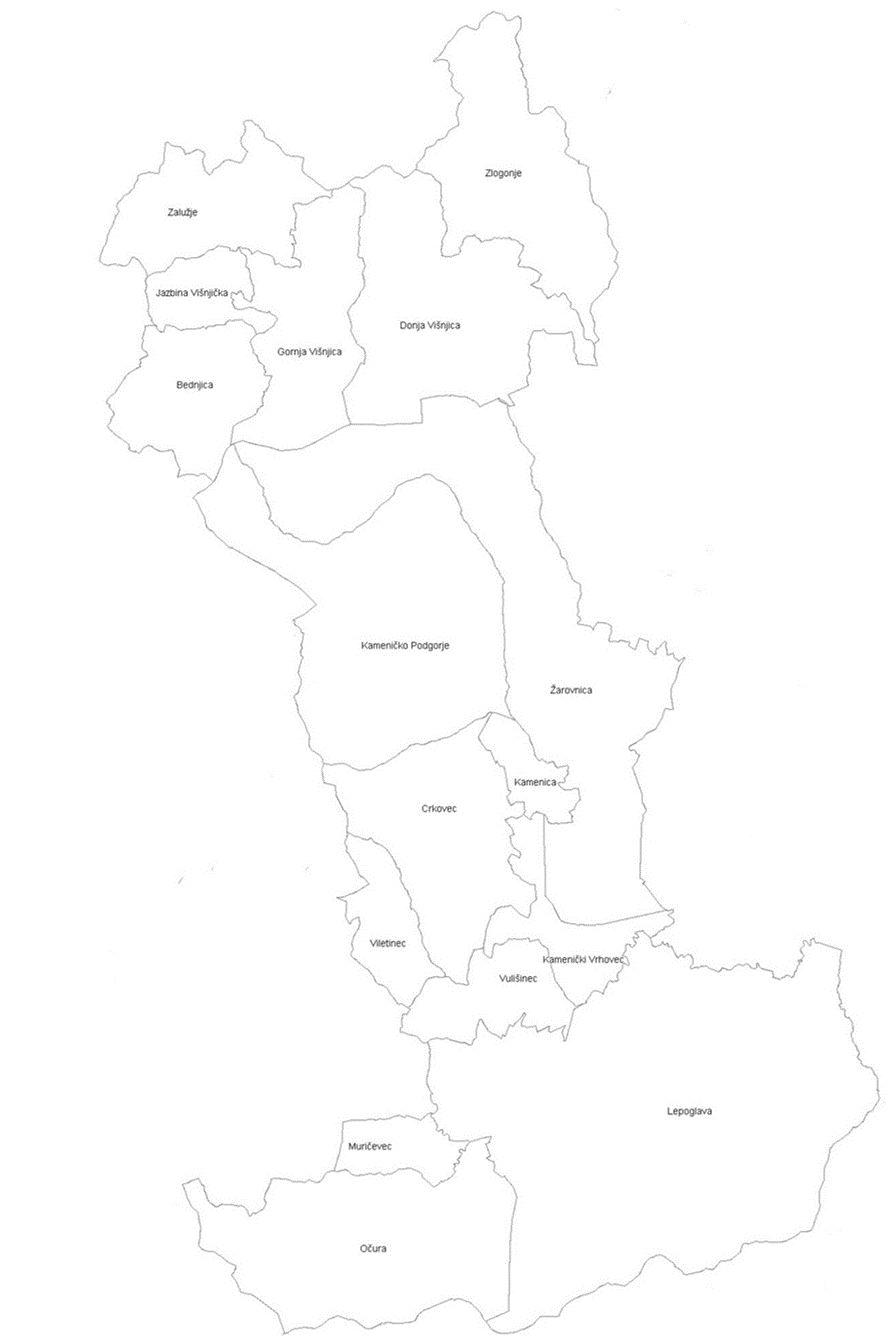 Zlogonje
Zalužje
Jazbina Višnjička
Donja Višnjica
Gornja Višnjica
Bednjica
Kameničko Podgorje
Žarovnica
Kamenica
Crkovec
Viletinec
Kamenički Vrhovec
Vulišinec
Lepoglava
Muričevec
Očura